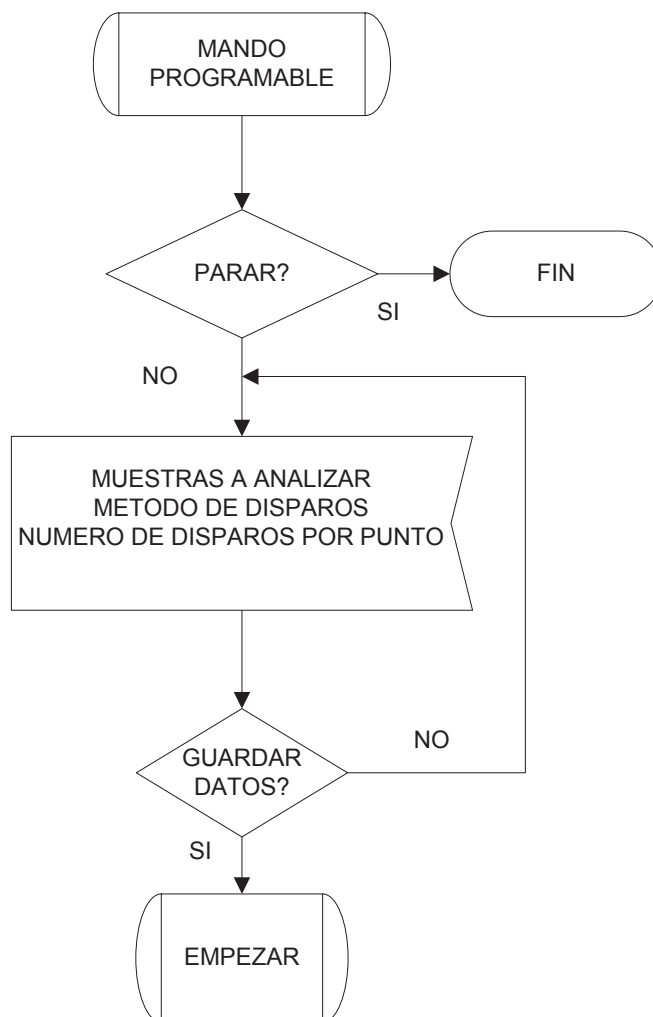 MANDO
PROGRAMABLE
PARAR?
FIN
SI
NO
MUESTRAS A ANALIZAR
METODO DE DISPAROS
NUMERO DE DISPAROS POR PUNTO
NO
GUARDAR
DATOS?
SI
EMPEZAR